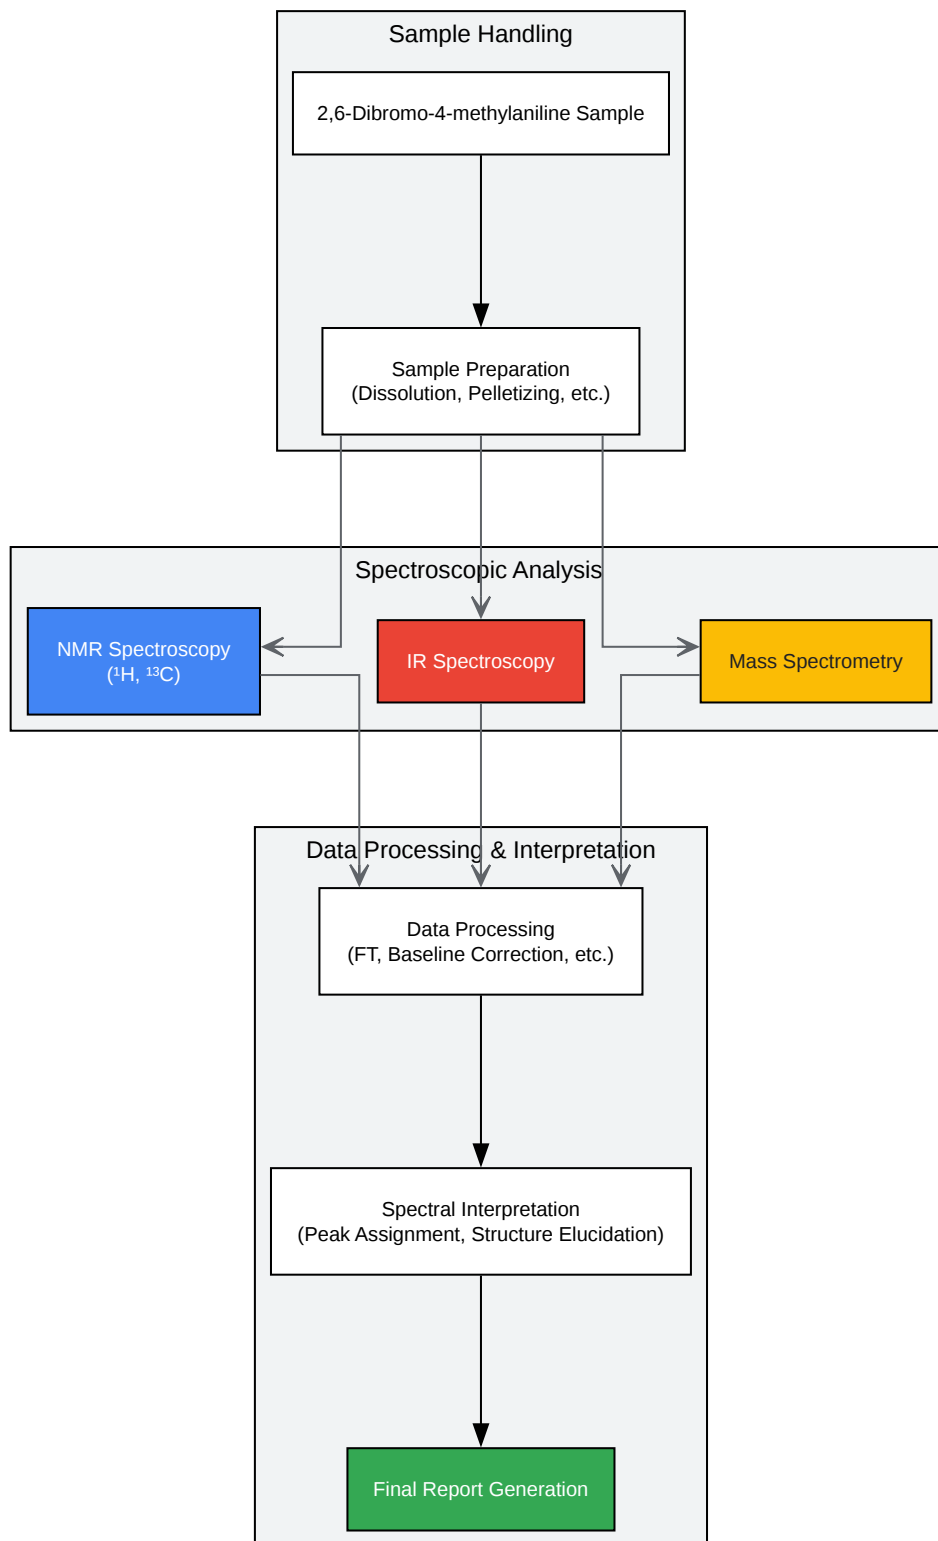 Sample Handling
2,6-Dibromo-4-methylaniline Sample
Sample Preparation
(Dissolution, Pelletizing, etc.)
Spectroscopic Analysis
NMR Spectroscopy
(¹H, ¹³C)
IR Spectroscopy
Mass Spectrometry
Data Processing & Interpretation
Data Processing
(FT, Baseline Correction, etc.)
Spectral Interpretation
(Peak Assignment, Structure Elucidation)
Final Report Generation